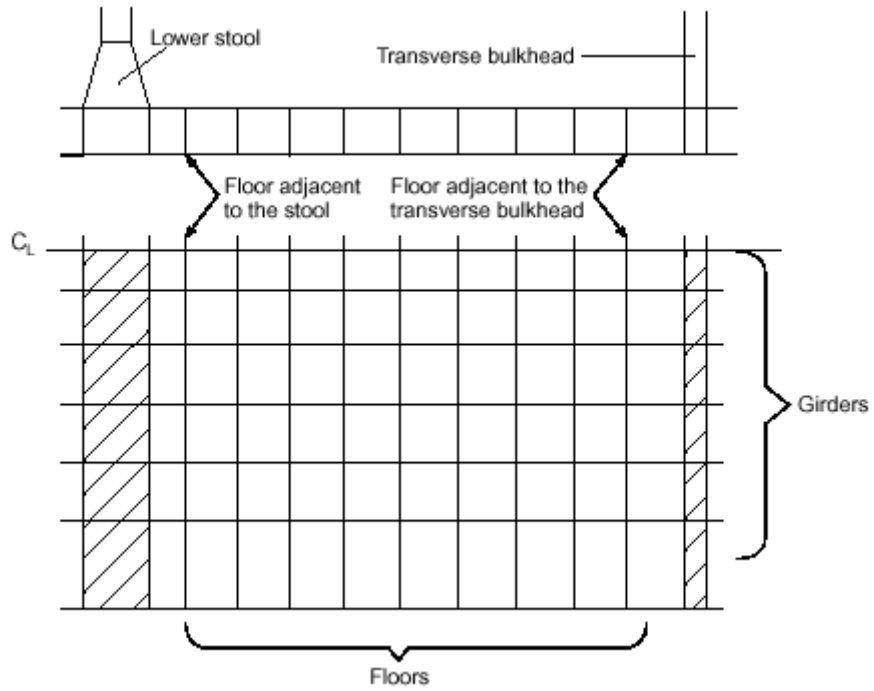 Lower stool
Transverse bulkhead
Floor adjacent
to the stool
Floor adjacent to the
transverse bulkhead
CL
Girders
Floors